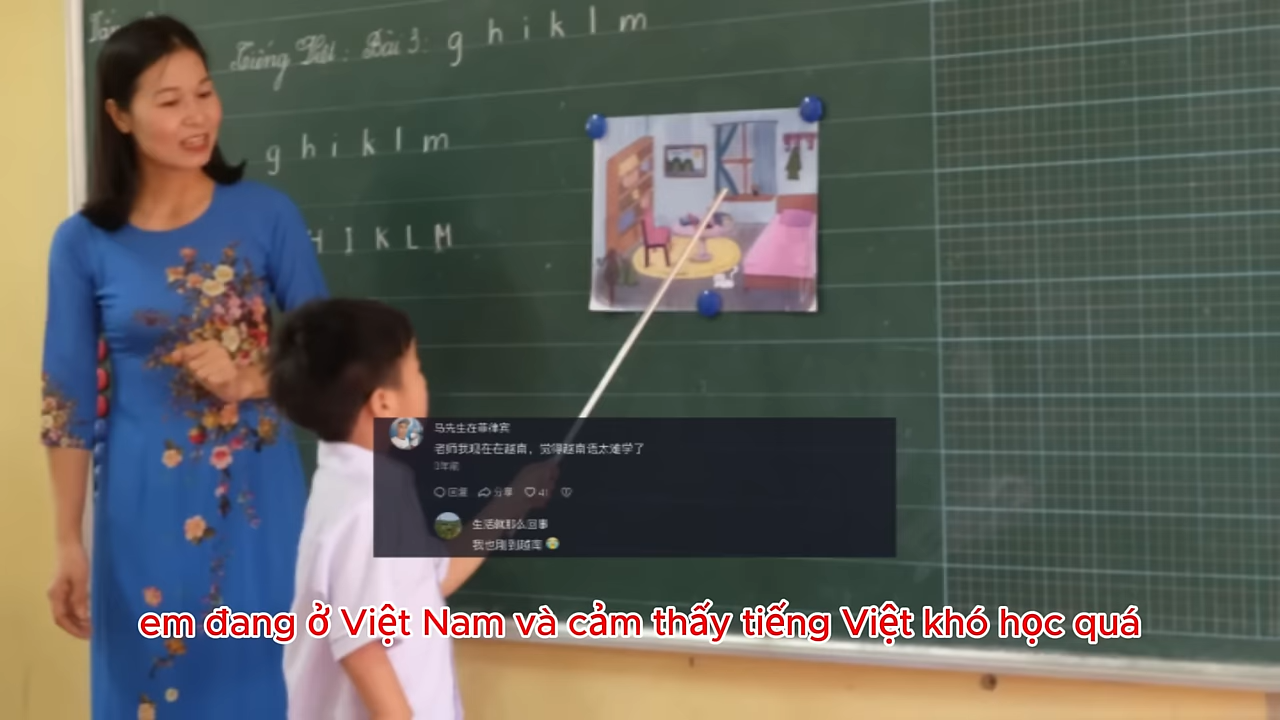 Tiếng Việt : Bài 3: g h i k l m
g h i k l m
H I K L M
马先生在菲律宾
老师我现在在越南，觉得越南语太难学了
3年前
回复 分享 41
生活就那么回事
我也刚到越南
em đang ở Việt Nam và cảm thấy tiếng Việt khó học quá